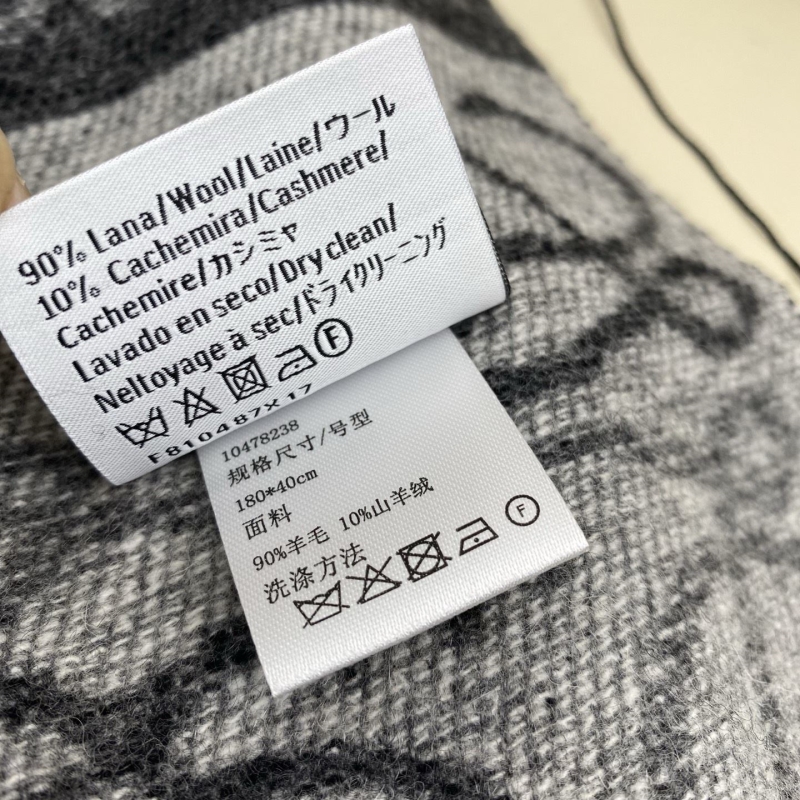 90% Lana/Wool/Laine/ウール
10% Cachemira/Cashmere/
Cachemire/カシミヤ
Lavado en seco/Dry clean/
Neltoyage à sec/ドライクリーニング
F
F810487X17
10478238
规格尺寸/号型
180*40cm
面料
90%羊毛 10%山羊绒
洗涤方法
F